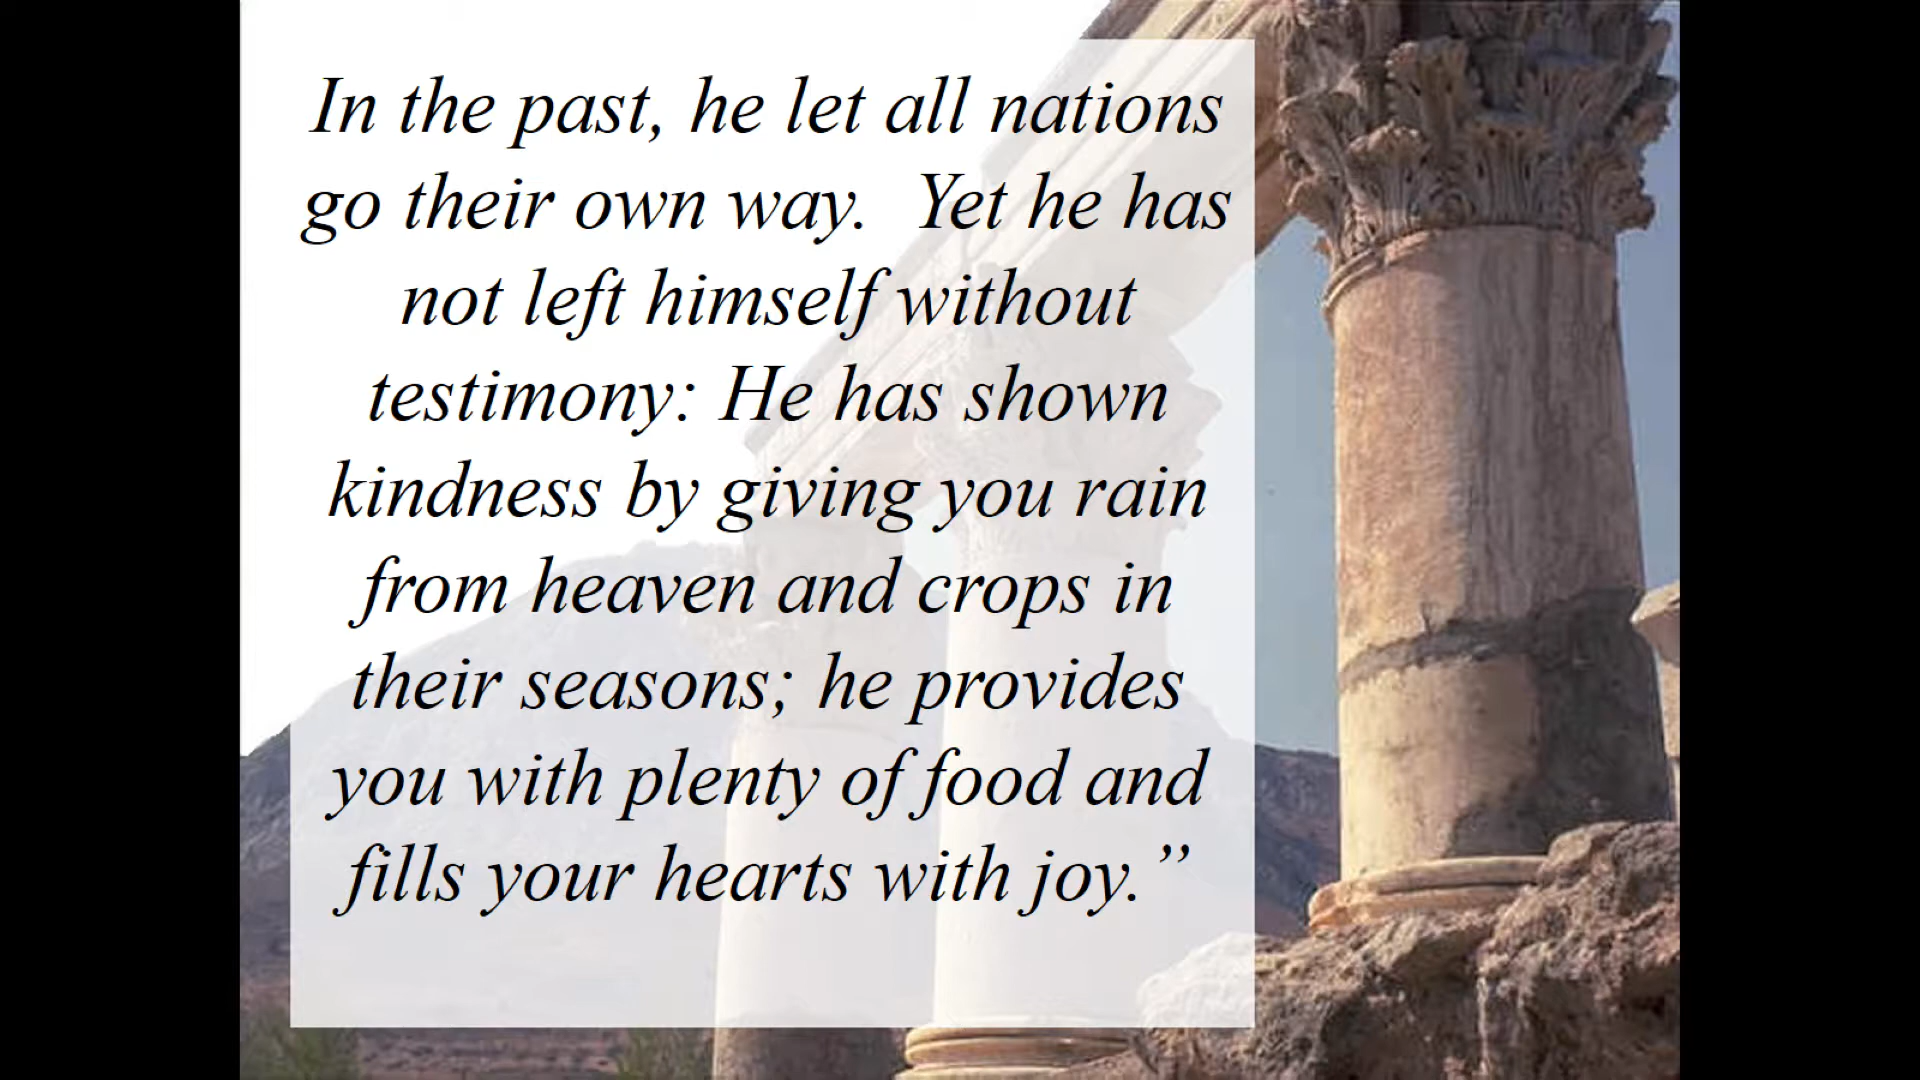 In the past, he let all nations
go their own way.  Yet he has
not left himself without
testimony: He has shown
kindness by giving you rain
from heaven and crops in
their seasons; he provides
you with plenty of food and
fills your hearts with joy.”